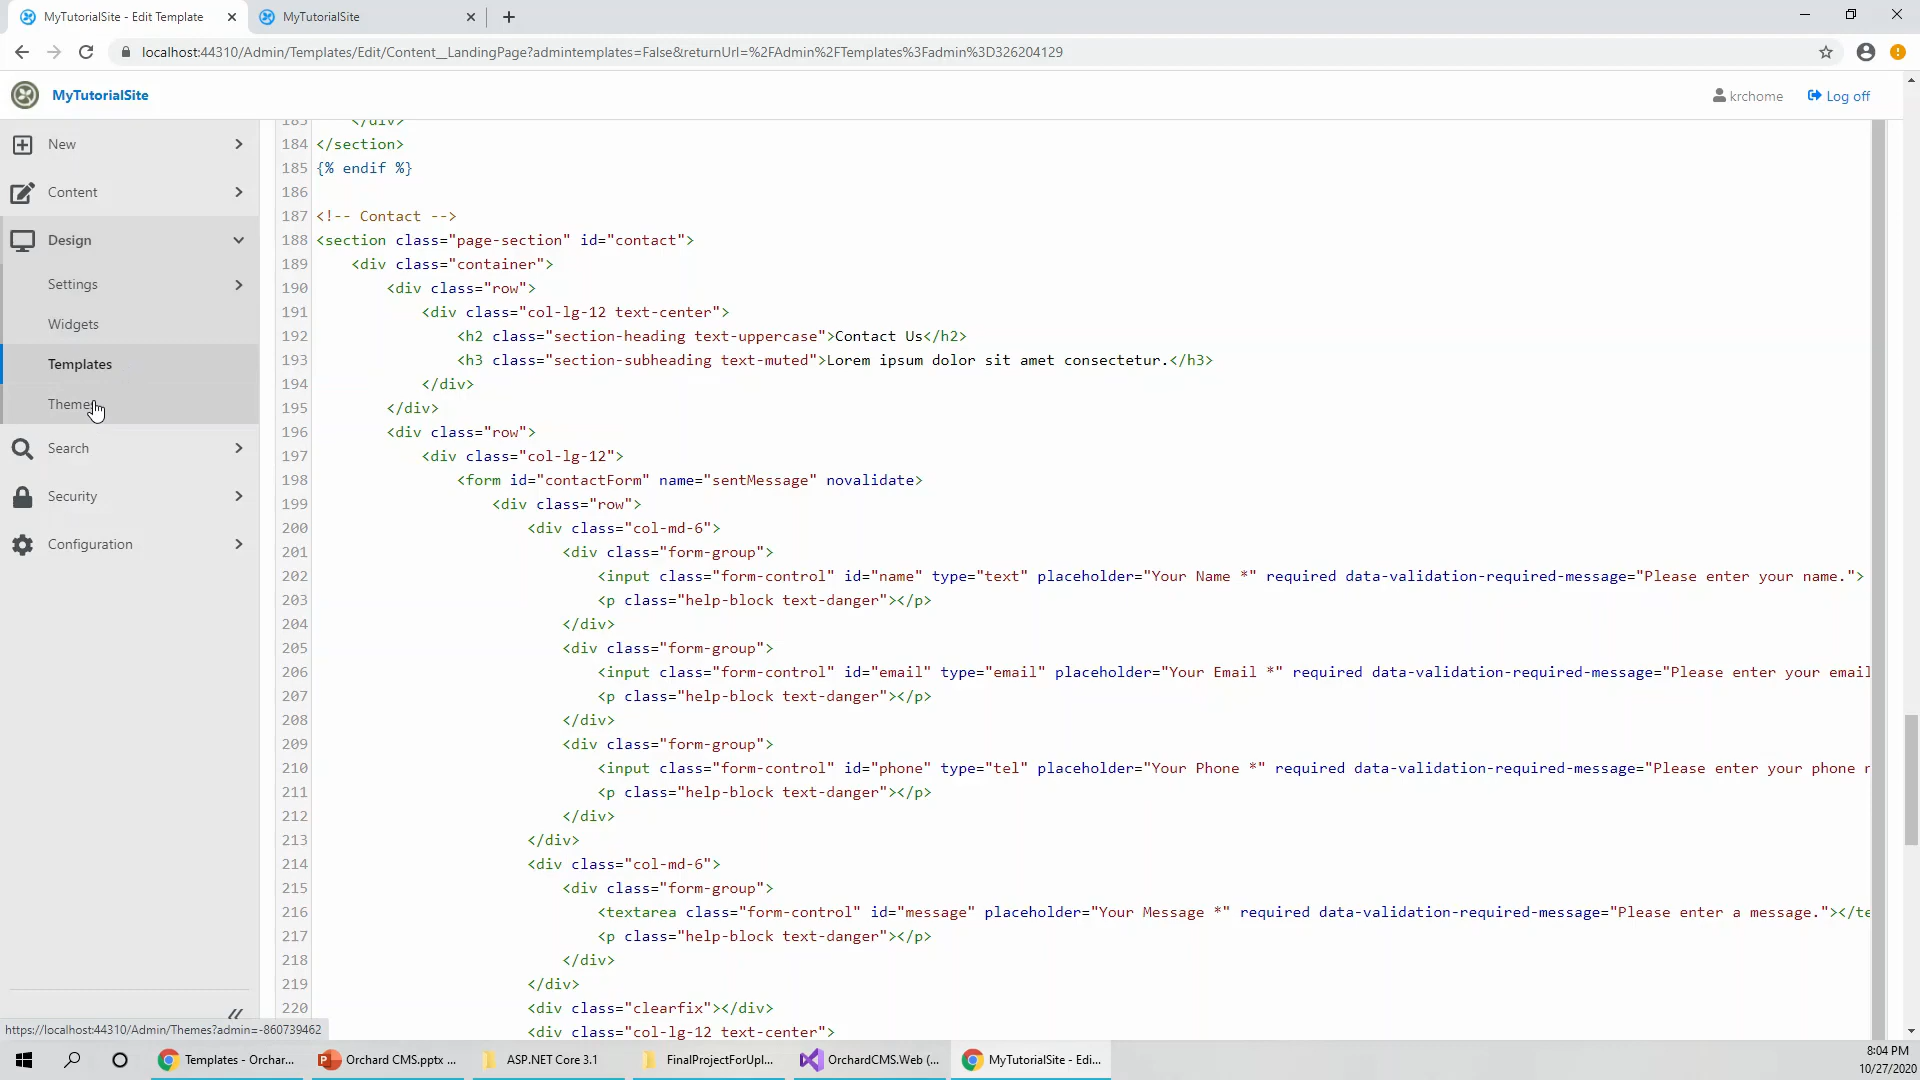 MyTutorialSite - Edit Template
MyTutorialSite
localhost:44310/Admin/Templates/Edit/Content__LandingPage?admintemplates=False&returnUrl=%2FAdmin%2FTemplates%3Fadmin%3D326204129
MyTutorialSite
krchome
Log off
New
Content
Design
Settings
Widgets
Templates
Search
Security
Configuration
183 </div>
184 </section>
185 {% endif %}
186
187 <!-- Contact -->
188 <section class="page-section" id="contact">
189 <div class="container">
190 <div class="row">
191 <div class="col-lg-12 text-center">
192 <h2 class="section-heading text-uppercase">Contact Us</h2>
193 <h3 class="section-subheading text-muted">Lorem ipsum dolor sit amet consectetur.</h3>
194 </div>
195 </div>
196 <div class="row">
197 <div class="col-lg-12">
198 <form id="contactForm" name="sentMessage" novalidate>
199 <div class="row">
200 <div class="col-md-6">
201 <div class="form-group">
202 <input class="form-control" id="name" type="text" placeholder="Your Name *" required data-validation-required-message="Please enter your name.">
203 <p class="help-block text-danger"></p>
204 </div>
205 <div class="form-group">
206 <input class="form-control" id="email" type="email" placeholder="Your Email *" required data-validation-required-message="Please enter your email
207 <p class="help-block text-danger"></p>
208 </div>
209 <div class="form-group">
210 <input class="form-control" id="phone" type="tel" placeholder="Your Phone *" required data-validation-required-message="Please enter your phone n
211 <p class="help-block text-danger"></p>
212 </div>
213 </div>
214 <div class="col-md-6">
215 <div class="form-group">
216 <textarea class="form-control" id="message" placeholder="Your Message *" required data-validation-required-message="Please enter a message."></te
217 <p class="help-block text-danger"></p>
218 </div>
219 </div>
220 <div class="clearfix"></div>
<div class="col-lg-12 text-center">
https://localhost:44310/Admin/Themes?admin=-860739462
Templates - Orchar...
Orchard CMS.pptx ...
ASP.NET Core 3.1
FinalProjectForUpl...
OrchardCMS.Web (...
MyTutorialSite - Edi...
8:04 PM
10/27/2020